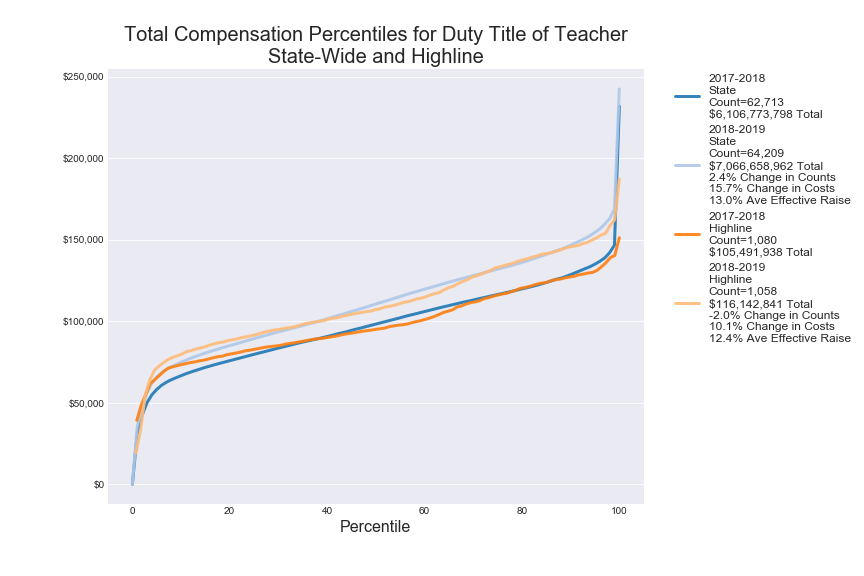 Total Compensation Percentiles for Duty Title of Teacher
State-Wide and Highline
$250,000
$200,000
$150,000
$100,000
$50,000
$0
0
20
40
60
80
100
Percentile
2017-2018
State
Count=62,713
$6,106,773,798 Total
2018-2019
State
Count=64,209
$7,066,658,962 Total
2.4% Change in Counts
15.7% Change in Costs
13.0% Ave Effective Raise
2017-2018
Highline
Count=1,080
$105,491,938 Total
2018-2019
Highline
Count=1,058
$116,142,841 Total
-2.0% Change in Counts
10.1% Change in Costs
12.4% Ave Effective Raise